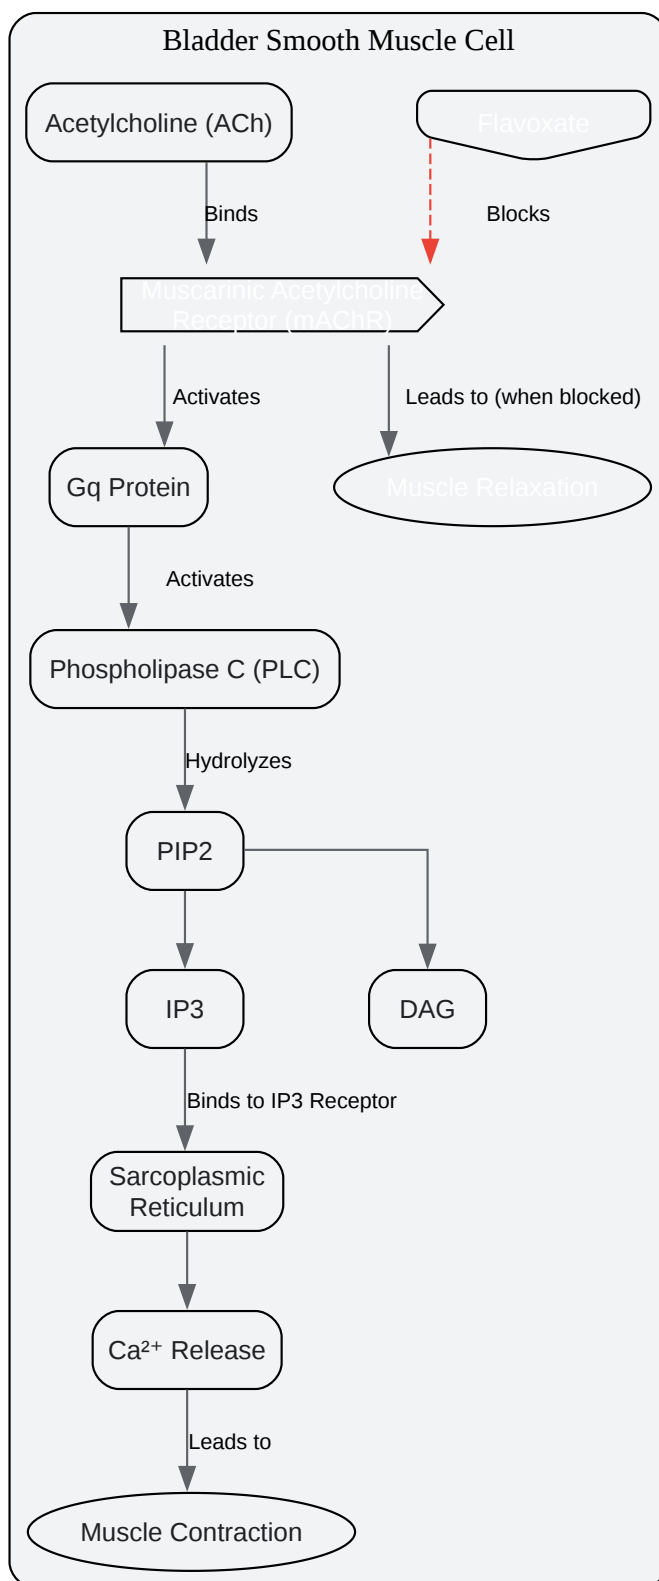 Bladder Smooth Muscle Cell
Acetylcholine (ACh)
Flavoxate
Binds
Blocks
Muscarinic Acetylcholine
Receptor (mAChR)
Activates
Leads to (when blocked)
Gq Protein
Muscle Relaxation
Activates
Phospholipase C (PLC)
Hydrolyzes
PIP2
IP3
DAG
Binds to IP3 Receptor
Sarcoplasmic
Reticulum
Ca²⁺ Release
Leads to
Muscle Contraction